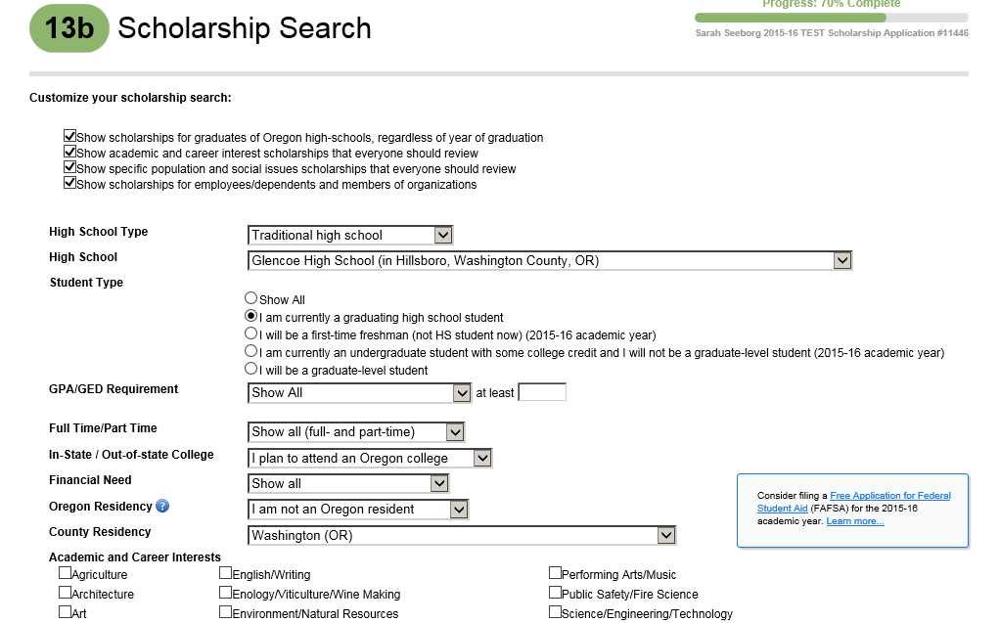 Progress: 70% Complete
13b Scholarship Search
Sarah Seeborg 2015-16 TEST Scholarship Application #11446
Customize your scholarship search:
Show scholarships for graduates of Oregon high-schools, regardless of year of graduation
Show academic and career interest scholarships that everyone should review
Show specific population and social issues scholarships that everyone should review
Show scholarships for employees/dependents and members of organizations
High School Type Traditional high school
High School Glencoe High School (in Hillsboro, Washington County, OR)
Student Type
Show All
I am currently a graduating high school student
I will be a first-time freshman (not HS student now) (2015-16 academic year)
I am currently an undergraduate student with some college credit and I will not be a graduate-level student (2015-16 academic year)
I will be a graduate-level student
GPA/GED Requirement Show All at least
Full Time/Part Time Show all (full- and part-time)
In-State / Out-of-state College I plan to attend an Oregon college
Financial Need Show all
Oregon Residency ? I am not an Oregon resident
County Residency Washington (OR)
Consider filing a Free Application for Federal
Student Aid (FAFSA) for the 2015-16
academic year. Learn more...
Academic and Career Interests
Agriculture English/Writing Performing Arts/Music
Architecture Enology/Viticulture/Wine Making Public Safety/Fire Science
Art Environment/Natural Resources Science/Engineering/Technology